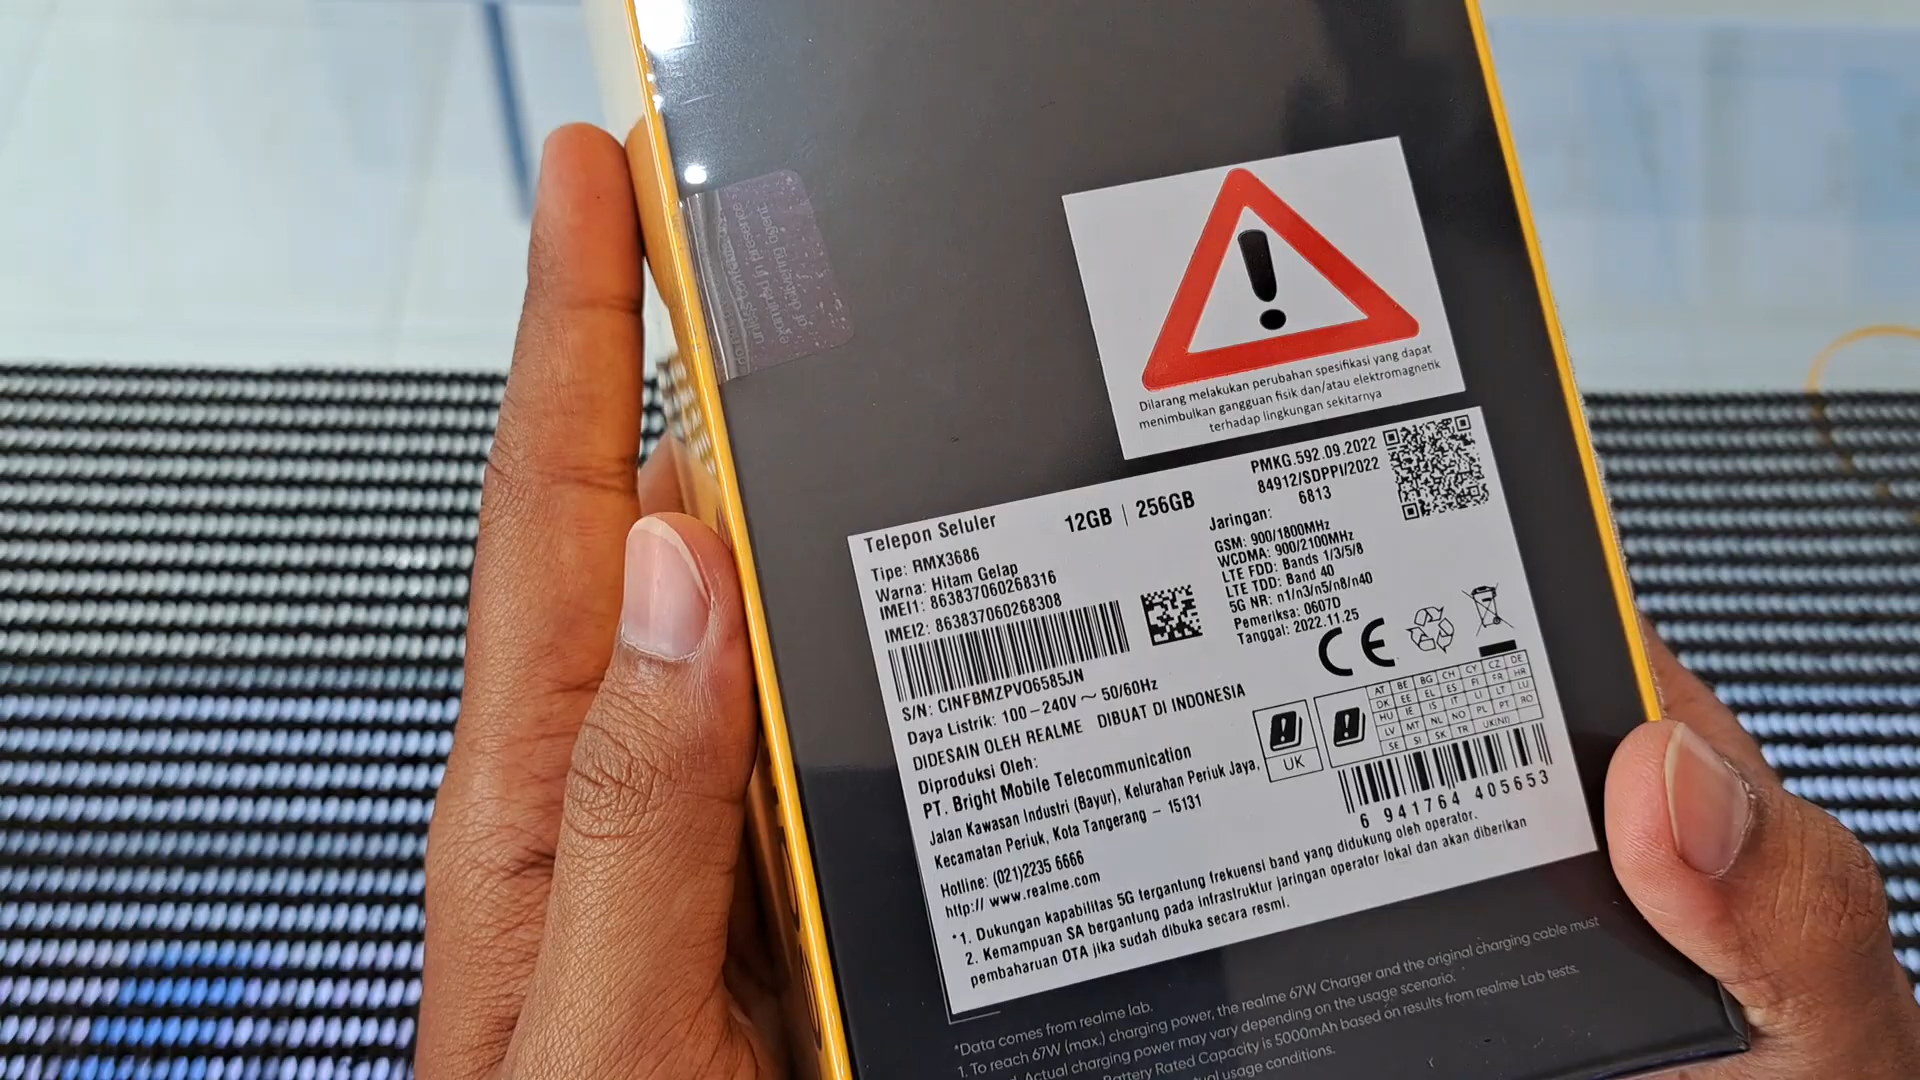 Dilarang melakukan perubahan spesifikasi yang dapat
menimbulkan gangguan fisik dan/atau elektromagnetik
terhadap lingkungan sekitarnya
Telepon Seluler
12GB | 256GB
Tipe: RMX3686
Warna: Hitam Gelap
IMEI1: 863837060268316
IMEI2: 863837060268308
S/N: CINFBMZPVO6585JN
Daya Listrik: 100–240V ~ 50/60Hz
DIDESAIN OLEH REALME DIBUAT DI INDONESIA
Diproduksi Oleh:
PT. Bright Mobile Telecommunication
Jalan Kawasan Industri (Bayur), Kelurahan Periuk Jaya,
Kecamatan Periuk, Kota Tangerang – 15131
Hotline: (021)2235 6666
http:// www.realme.com
PMKG.592.09.2022
84912/SDPPI/2022
6813
Jaringan:
GSM: 900/1800MHz
WCDMA: 900/2100MHz
LTE FDD: Bands 1/3/5/8
LTE TDD: Band 40
5G NR: n1/n3/n5/n8/n40
Pemeriksa: 0607D
Tanggal: 2022.11.25
CE
UK
AT BE BG CH CY CZ DE
DK EE EL ES FI FR HR
HU IE IS IT LI LT LU
LV MT NL NO PL PT RO
SE SI SK TR UK(NI)
6 941764 405653
*1. Dukungan kapabilitas 5G tergantung frekuensi band yang didukung oleh operator.
2. Kemampuan SA bergantung pada infrastruktur jaringan operator lokal dan akan diberikan
pembaharuan OTA jika sudah dibuka secara resmi.
*Data comes from realme lab.
1. To reach 67W (max.) charging power, the realme 67W Charger and the original charging cable must
Actual charging power may vary depending on the usage scenario.
Battery Rated Capacity is 5000mAh based on results from realme Lab tests.
usage conditions.
unless
examined in presence
of delivering agent.